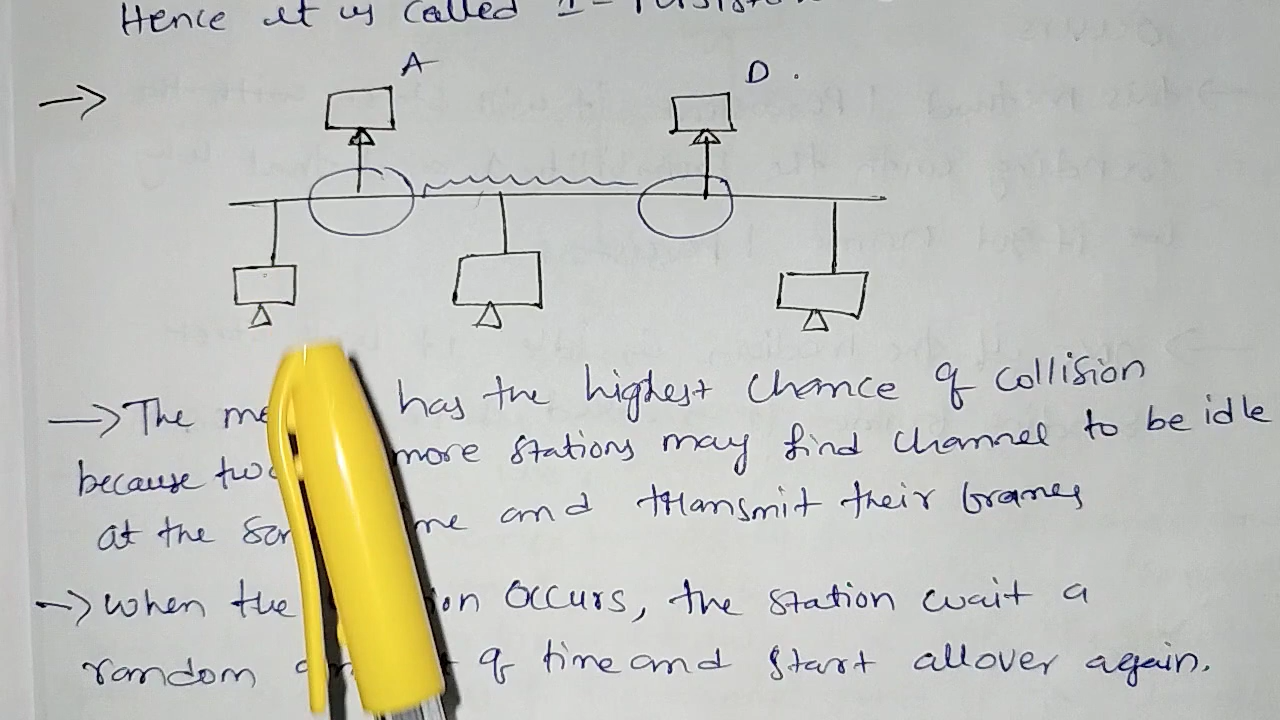 Hence it is called 1-
A
D .
→
→ The me has the highest chance of collision
because two more stations may find channel to be idle
at the and transmit their frames
→ when the on occurs, the station wait a
random of time and start allover again.